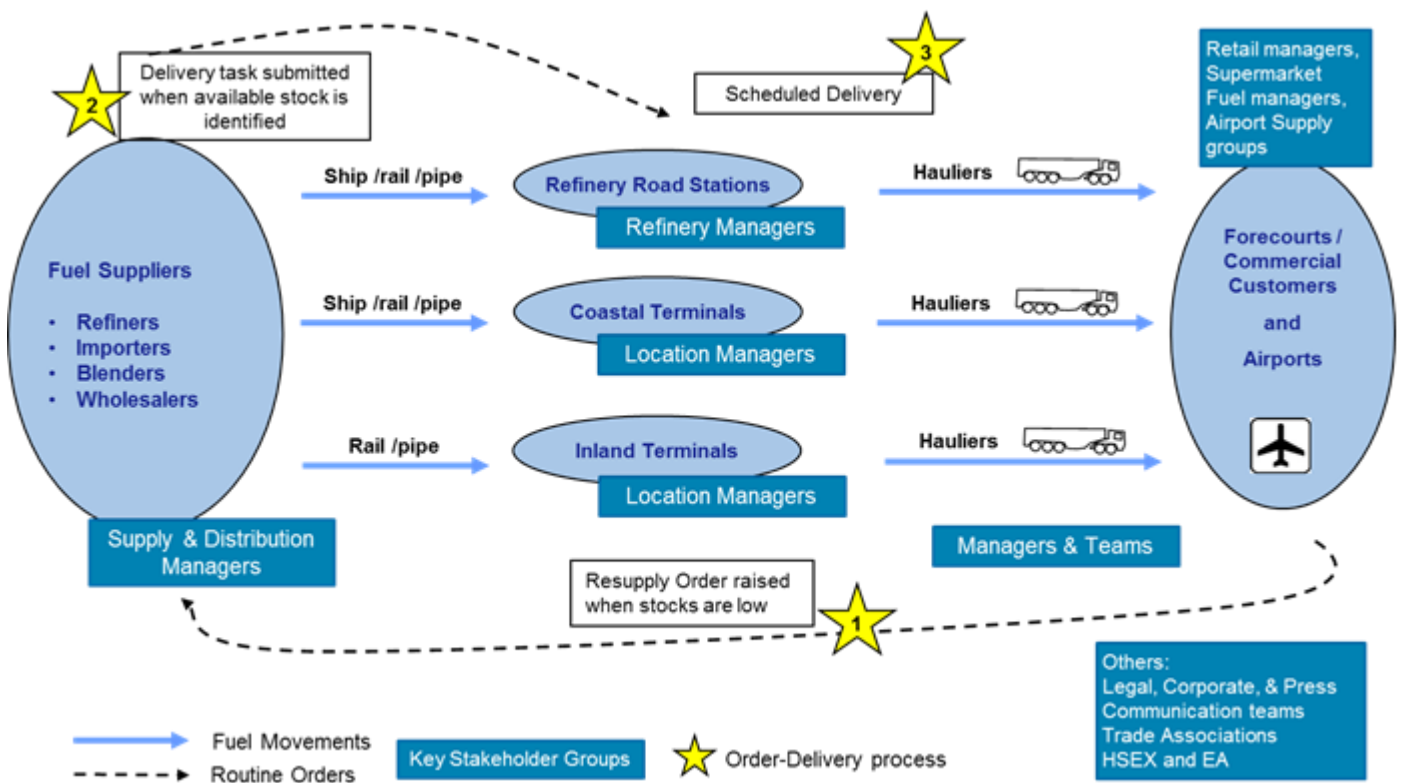 2
Delivery task submitted
when available stock is
identified
3
Scheduled Delivery
Retail managers,
Supermarket
Fuel managers,
Airport Supply
groups
Fuel Suppliers
• Refiners
• Importers
• Blenders
• Wholesalers
Supply & Distribution
Managers
Ship /rail /pipe
Refinery Road Stations
Refinery Managers
Hauliers
Ship /rail /pipe
Coastal Terminals
Location Managers
Hauliers
Rail /pipe
Inland Terminals
Location Managers
Hauliers
Forecourts /
Commercial
Customers
and
Airports
Managers & Teams
Resupply Order raised
when stocks are low
1
Others:
Legal, Corporate, & Press
Communication teams
Trade Associations
HSEX and EA
Fuel Movements
Routine Orders
Key Stakeholder Groups
Order-Delivery process